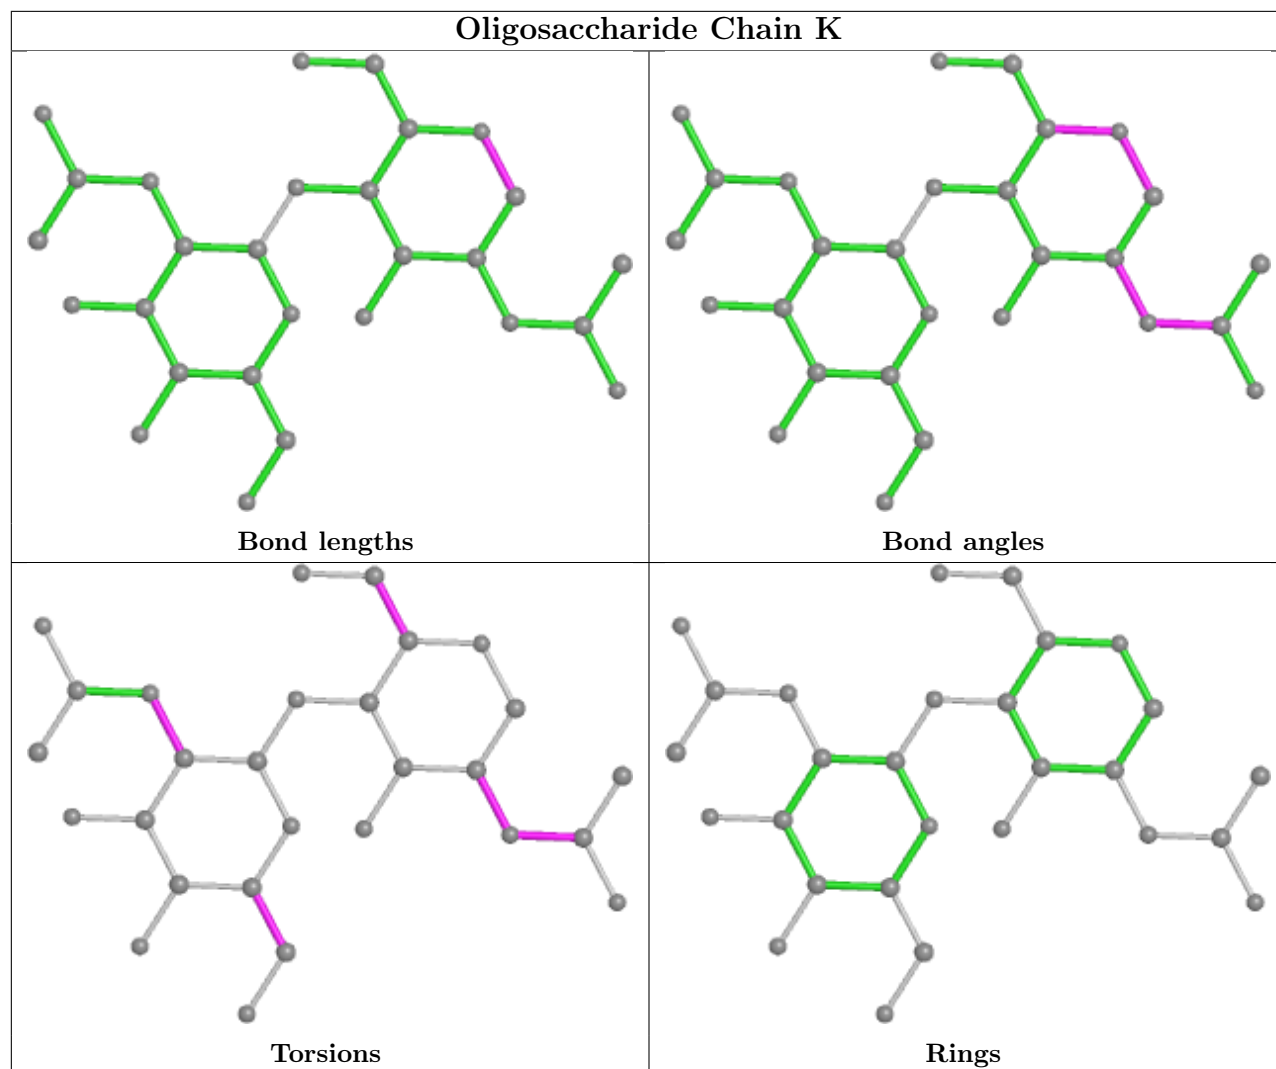 Oligosaccharide Chain K
Bond lengths
Bond angles
Torsions
Rings